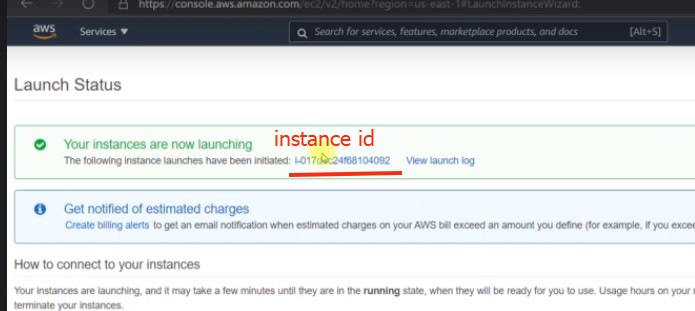 https://console.aws.amazon.com/ec2/v2/home?region=us-east-1#LaunchInstanceWizard:
aws Services ▼ Search for services, features, marketplace products, and docs [Alt+S]
Launch Status
Your instances are now launching instance id
The following instance launches have been initiated: View launch log
Get notified of estimated charges
Create billing alerts to get an email notification when estimated charges on your AWS bill exceed an amount you define (for example, if you excee
How to connect to your instances
Your instances are launching, and it may take a few minutes until they are in the running state, when they will be ready for you to use. Usage hours on your
terminate your instances.